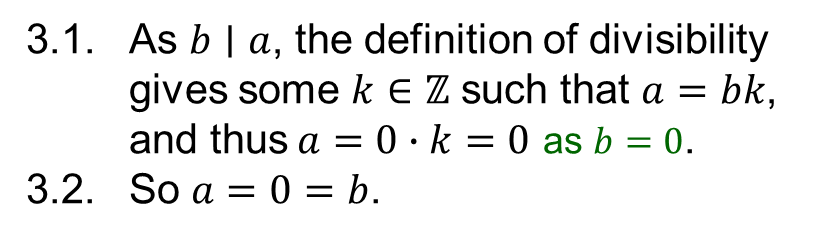 3.1. As b | a, the definition of divisibility
gives some k ∈ ℤ such that a = bk,
and thus a = 0 · k = 0 as b = 0.
3.2. So a = 0 = b.